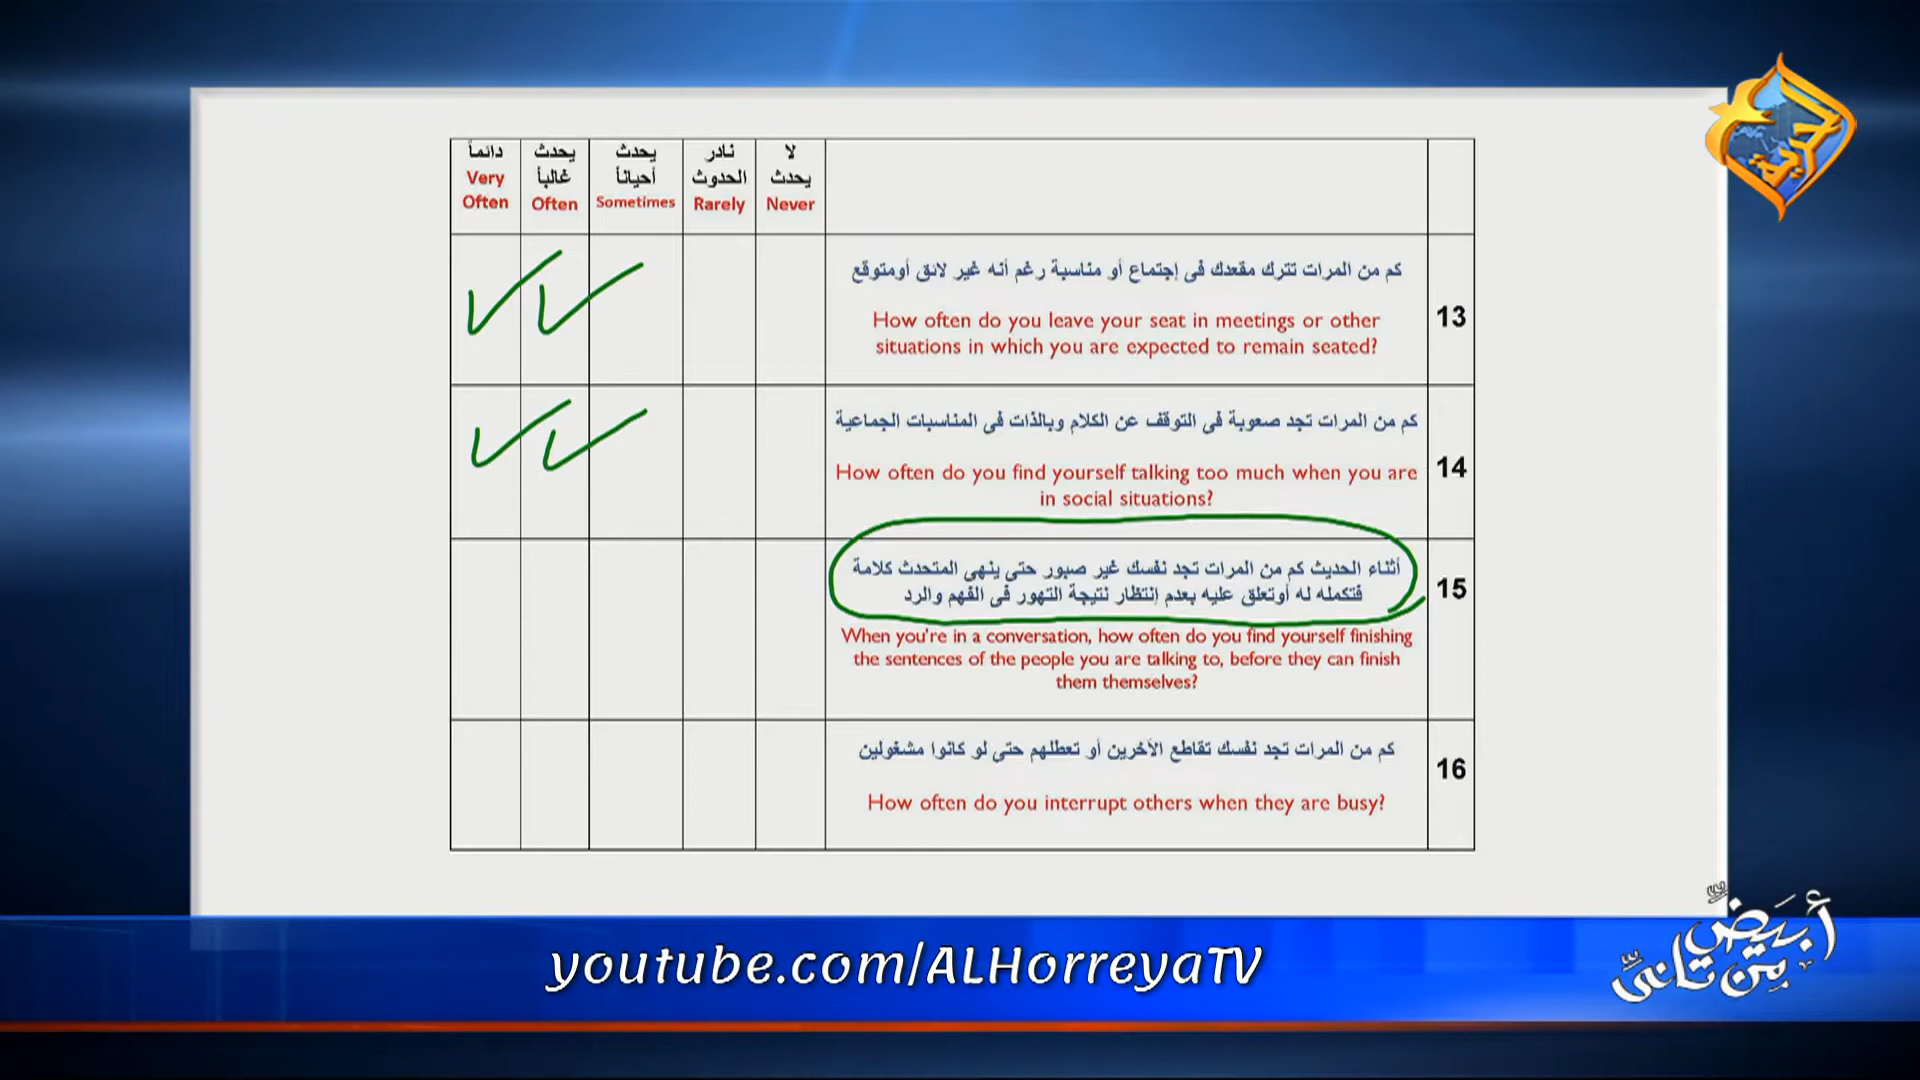 لا
يحدث
Never
نادر
الحدوث
Rarely
يحدث
أحياناً
Sometimes
يحدث
غالباً
Often
دائماً
Very
Often
13
كم من المرات تترك مقعدك فى إجتماع أو مناسبة رغم أنه غير لائق أومتوقع
How often do you leave your seat in meetings or other
situations in which you are expected to remain seated?
14
كم من المرات تجد صعوبة فى التوقف عن الكلام وبالذات فى المناسبات الجماعية
How often do you find yourself talking too much when you are
in social situations?
15
أثناء الحديث كم من المرات تجد نفسك غير صبور حتى ينهى المتحدث كلامة
فتكمله له أوتعلق عليه بعدم إنتظار نتيجة التهور فى الفهم والرد
When you're in a conversation, how often do you find yourself finishing
the sentences of the people you are talking to, before they can finish
them themselves?
16
كم من المرات تجد نفسك تقاطع الآخرين أو تعطلهم حتى لو كانوا مشغولين
How often do you interrupt others when they are busy?
الحرية
youtube.com/ALHorreyaTV
أبيضّ
من تانىّ